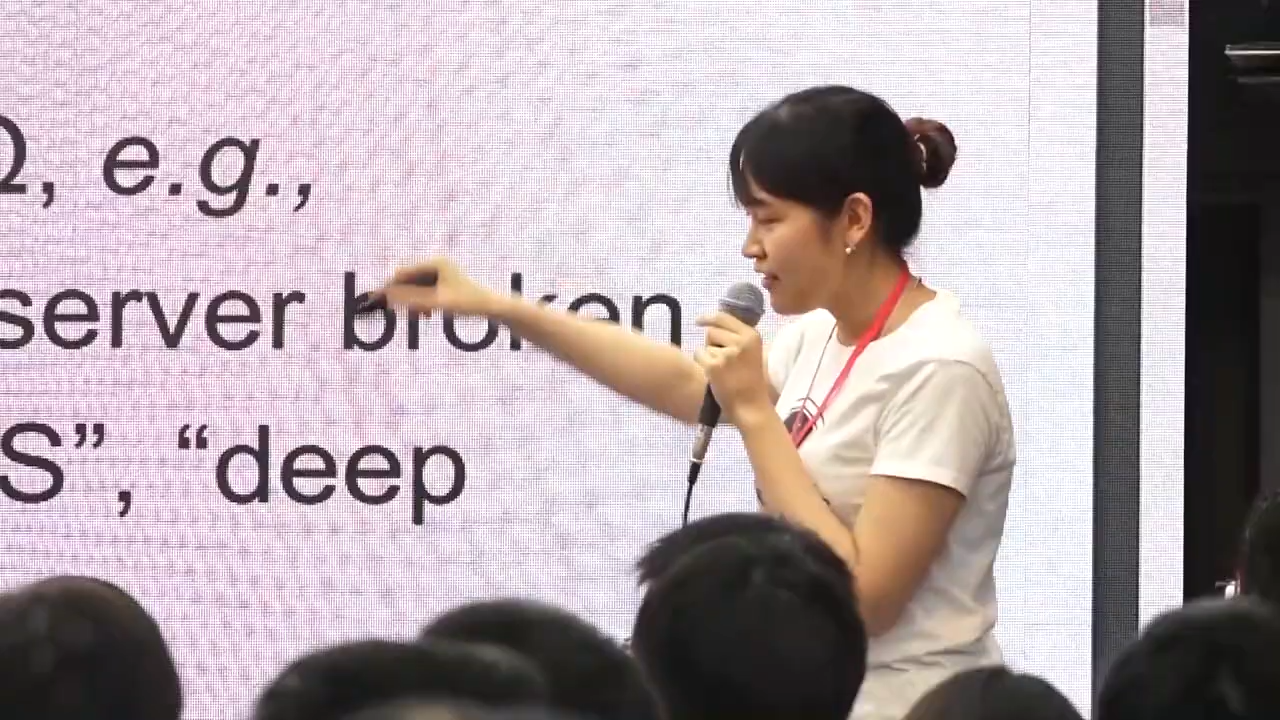 Q, e.g.,
server broken
S”, “deep